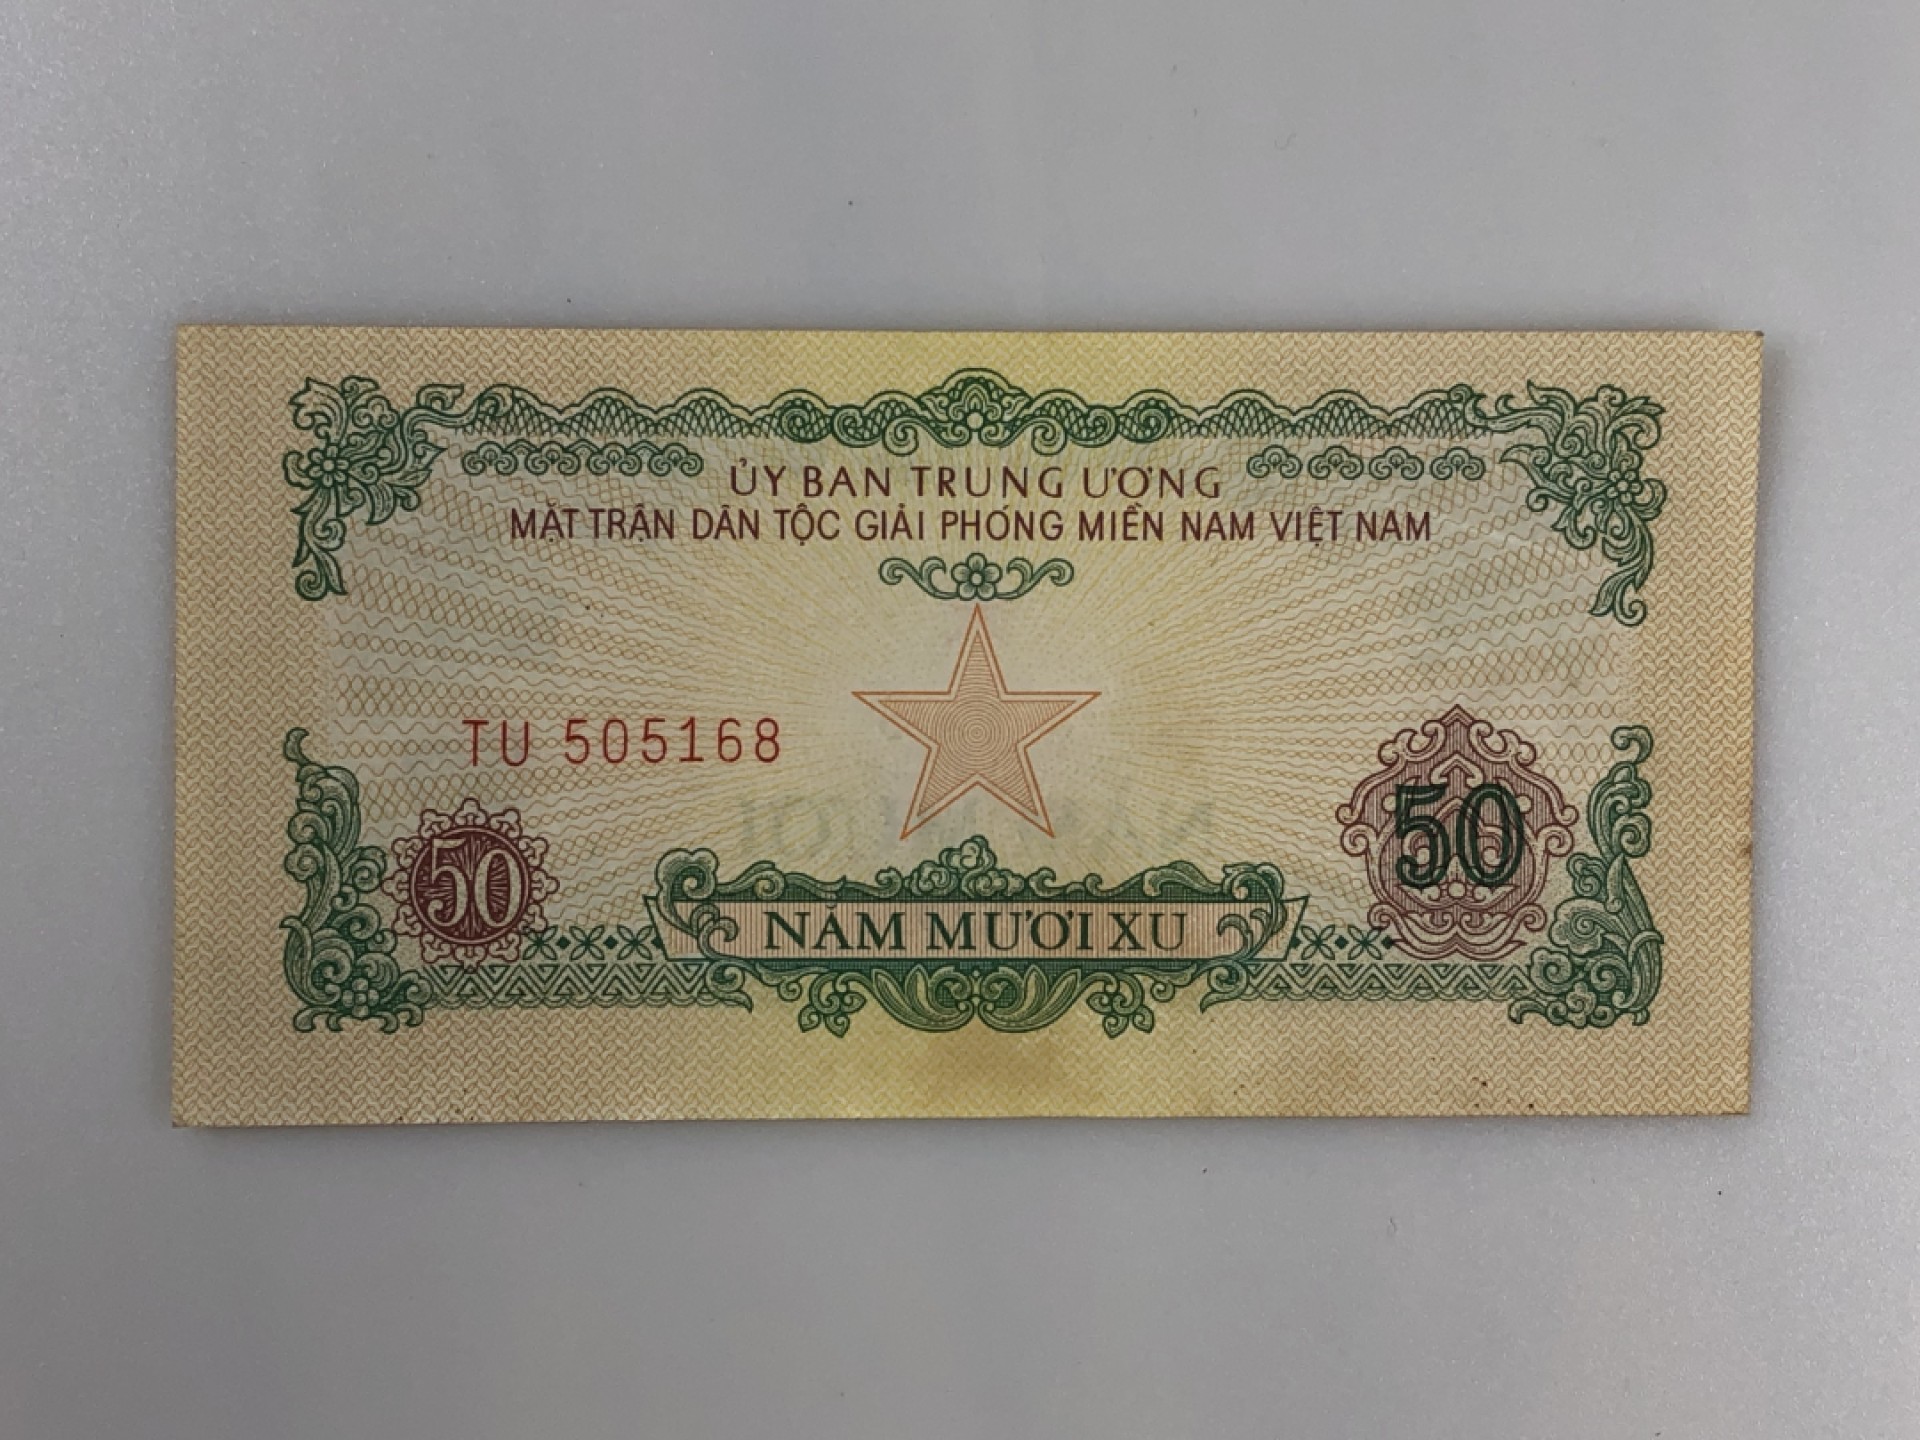 ỦY BAN TRUNG ƯƠNG
MẶT TRẬN DÂN TỘC GIẢI PHÓNG MIỀN NAM VIỆT NAM
TU 505168
50
50
NĂM MƯƠI XU